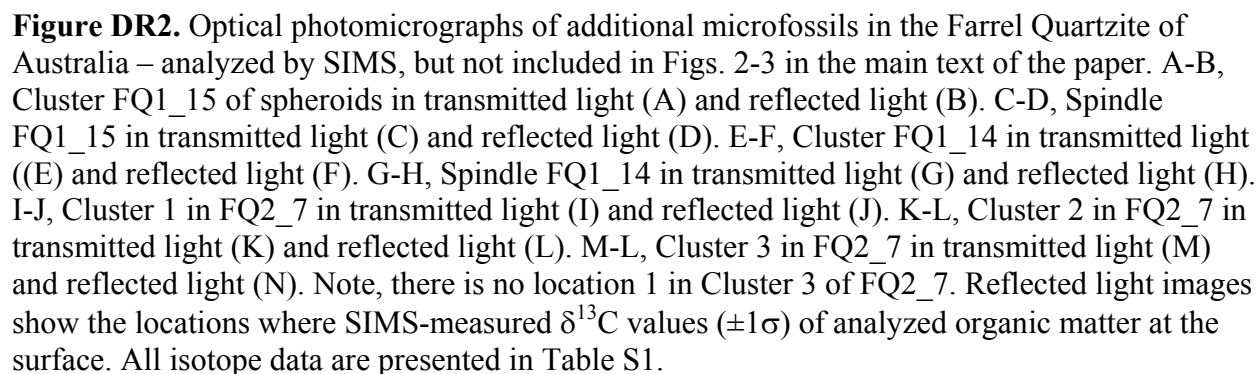 Figure DR2. Optical photomicrographs of additional microfossils in the Farrel Quartzite of
Australia – analyzed by SIMS, but not included in Figs. 2-3 in the main text of the paper. A-B,
Cluster FQ1_15 of spheroids in transmitted light (A) and reflected light (B). C-D, Spindle
FQ1_15 in transmitted light (C) and reflected light (D). E-F, Cluster FQ1_14 in transmitted light
((E) and reflected light (F). G-H, Spindle FQ1_14 in transmitted light (G) and reflected light (H).
I-J, Cluster 1 in FQ2_7 in transmitted light (I) and reflected light (J). K-L, Cluster 2 in FQ2_7 in
transmitted light (K) and reflected light (L). M-L, Cluster 3 in FQ2_7 in transmitted light (M)
and reflected light (N). Note, there is no location 1 in Cluster 3 of FQ2_7. Reflected light images
show the locations where SIMS-measured δ¹³C values (±1σ) of analyzed organic matter at the
surface. All isotope data are presented in Table S1.